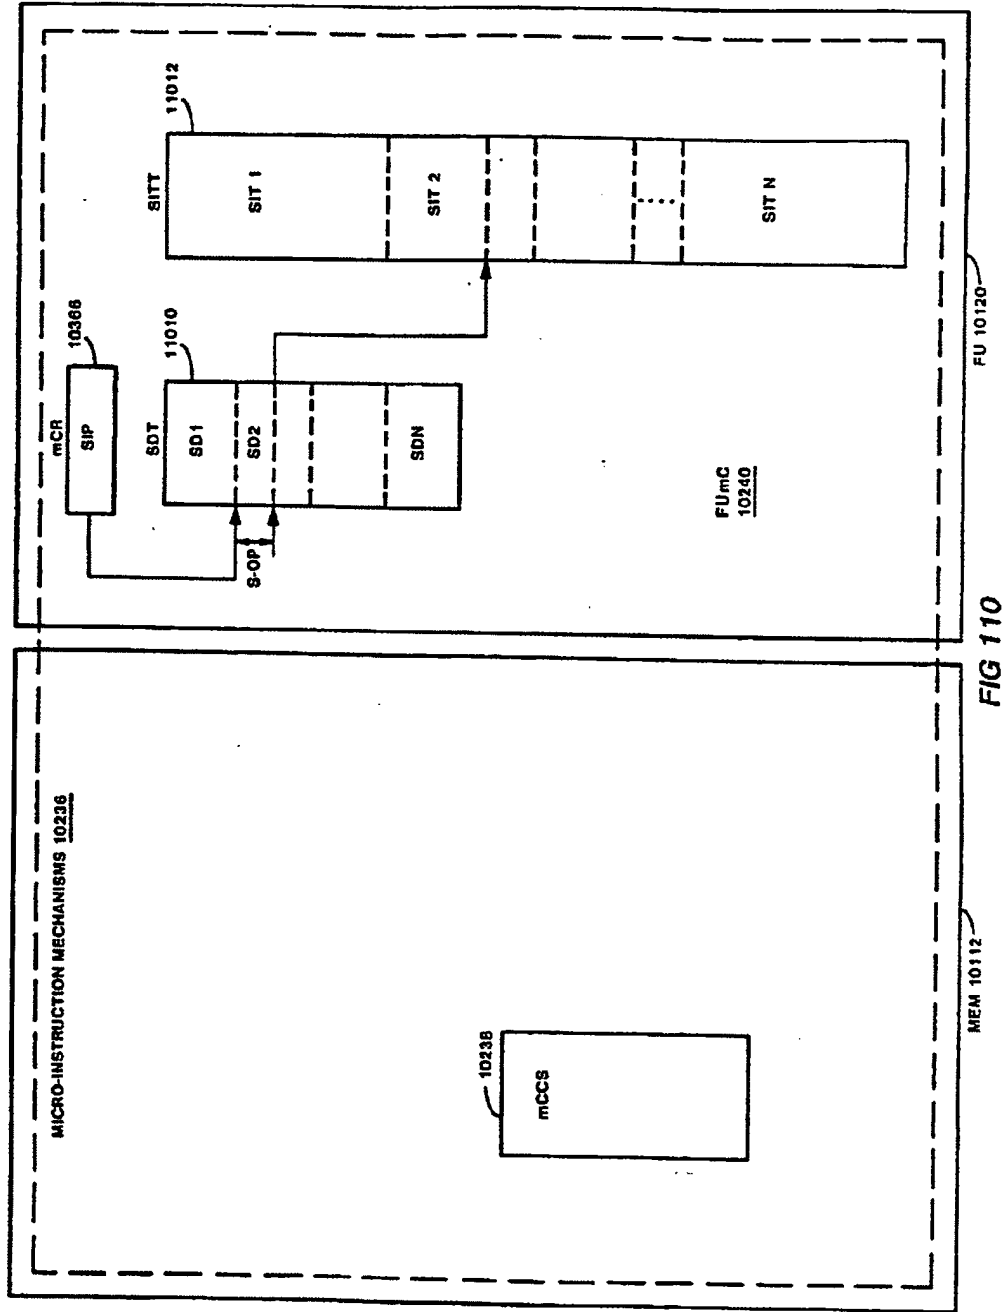 MICRO-INSTRUCTION MECHANISMS 10236
10238
mCCS
MEM 10112
mCR
10366
SIP
SDT
11010
SD1
SD2
SDN
S-OP
SITT
11012
SIT 1
SIT 2
SIT N
FUmC
10240
FU 10120
FIG 110